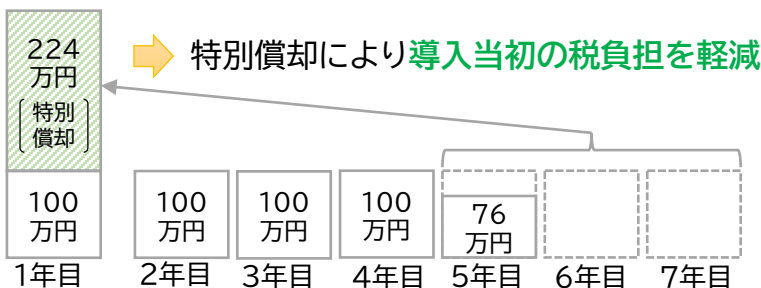 224
万円
特別
償却
特別償却により導入当初の税負担を軽減
100
万円
100
万円
100
万円
100
万円
76
万円
1年目
2年目
3年目
4年目
5年目
6年目
7年目